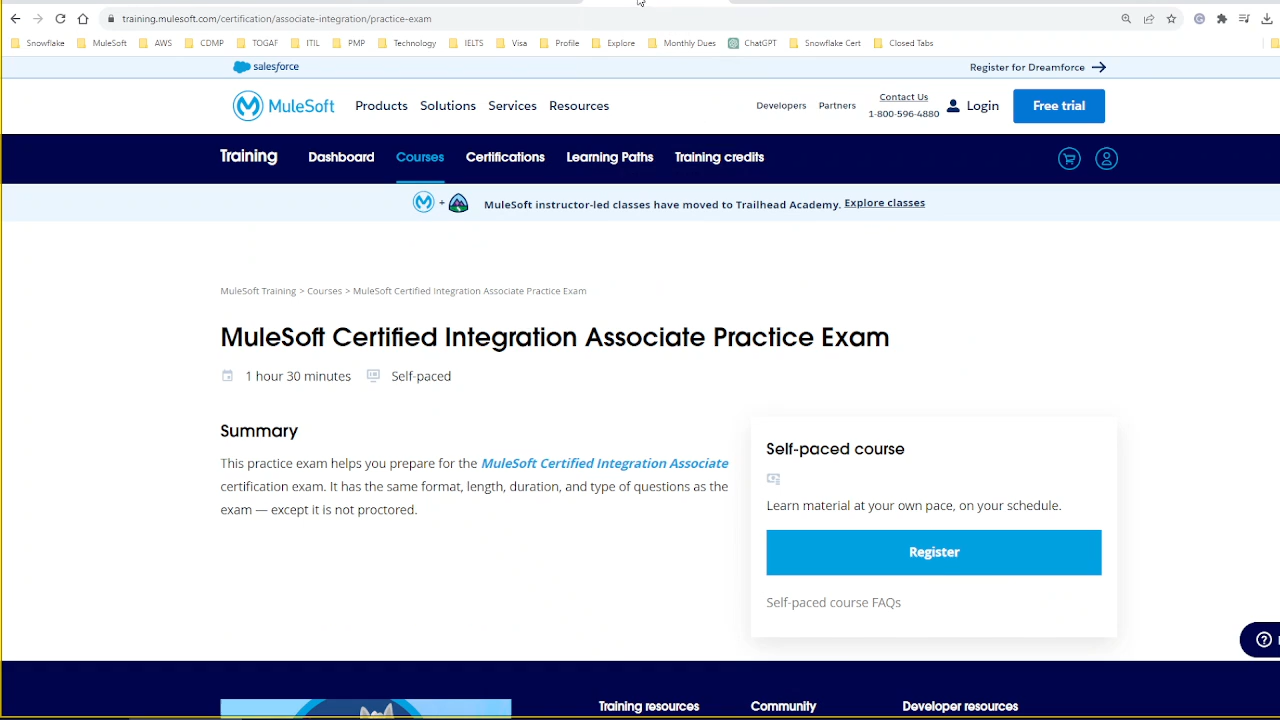 training.mulesoft.com/certification/associate-integration/practice-exam
Snowflake MuleSoft AWS CDMP TOGAF ITIL PMP Technology IELTS Visa Profile Explore Monthly Dues ChatGPT Snowflake Cert Closed Tabs
salesforce Register for Dreamforce
MuleSoft Products Solutions Services Resources Developers Partners Contact Us 1-800-596-4880 Login Free trial
Training Dashboard Courses Certifications Learning Paths Training credits
+ MuleSoft instructor-led classes have moved to Trailhead Academy. Explore classes
MuleSoft Training > Courses > MuleSoft Certified Integration Associate Practice Exam
MuleSoft Certified Integration Associate Practice Exam
1 hour 30 minutes Self-paced
Summary
This practice exam helps you prepare for the MuleSoft Certified Integration Associate
certification exam. It has the same format, length, duration, and type of questions as the
exam — except it is not proctored.
Self-paced course
Learn material at your own pace, on your schedule.
Register
Self-paced course FAQs
Training resources Community Developer resources